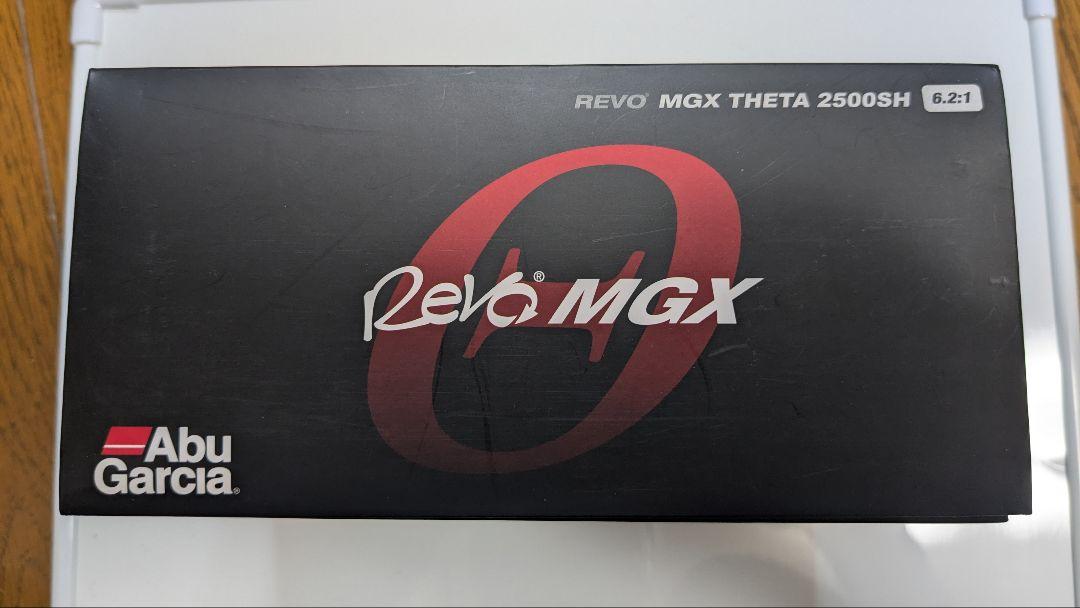 REVO® MGX THETA 2500SH 6.2:1
Revo® MGX
Abu
Garcia®